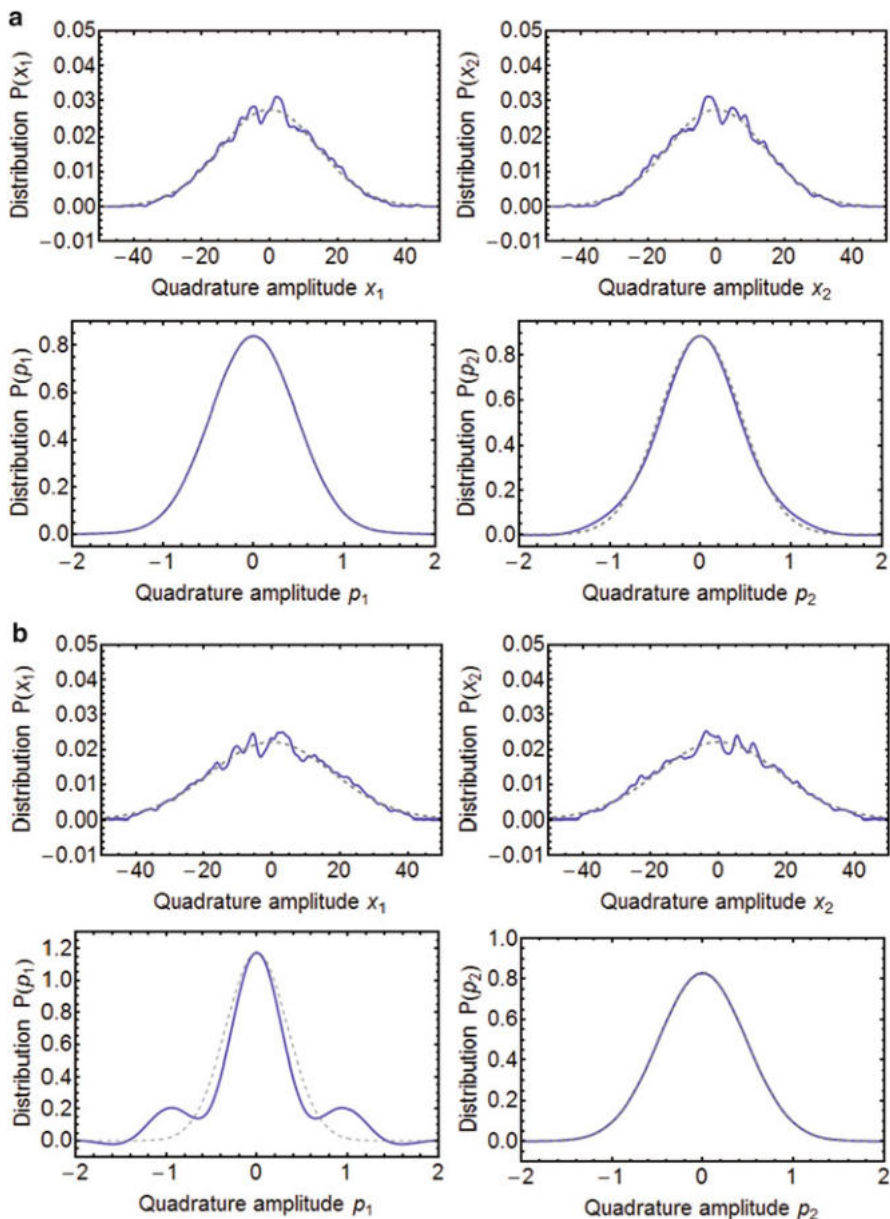 a
0.05
0.04
0.03
0.02
0.01
0.00
−0.01
Distribution P(x₁)
−40 −20 0 20 40
Quadrature amplitude x₁
0.05
0.04
0.03
0.02
0.01
0.00
−0.01
Distribution P(x₂)
−40 −20 0 20 40
Quadrature amplitude x₂
0.8
0.6
0.4
0.2
0.0
Distribution P(p₁)
−2 −1 0 1 2
Quadrature amplitude p₁
0.8
0.6
0.4
0.2
0.0
Distribution P(p₂)
−2 −1 0 1 2
Quadrature amplitude p₂
b
0.05
0.04
0.03
0.02
0.01
0.00
−0.01
Distribution P(x₁)
−40 −20 0 20 40
Quadrature amplitude x₁
0.05
0.04
0.03
0.02
0.01
0.00
−0.01
Distribution P(x₂)
−40 −20 0 20 40
Quadrature amplitude x₂
1.2
1.0
0.8
0.6
0.4
0.2
0.0
Distribution P(p₁)
−2 −1 0 1 2
Quadrature amplitude p₁
1.0
0.8
0.6
0.4
0.2
0.0
Distribution P(p₂)
−2 −1 0 1 2
Quadrature amplitude p₂